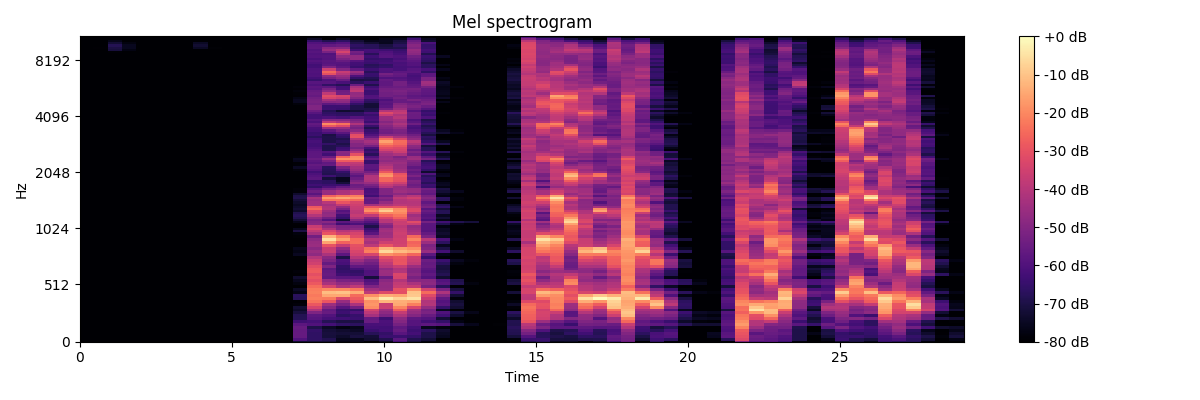 Mel spectrogram
Hz
8192
4096
2048
1024
512
0
0 5 10 15 20 25
Time
+0 dB
-10 dB
-20 dB
-30 dB
-40 dB
-50 dB
-60 dB
-70 dB
-80 dB